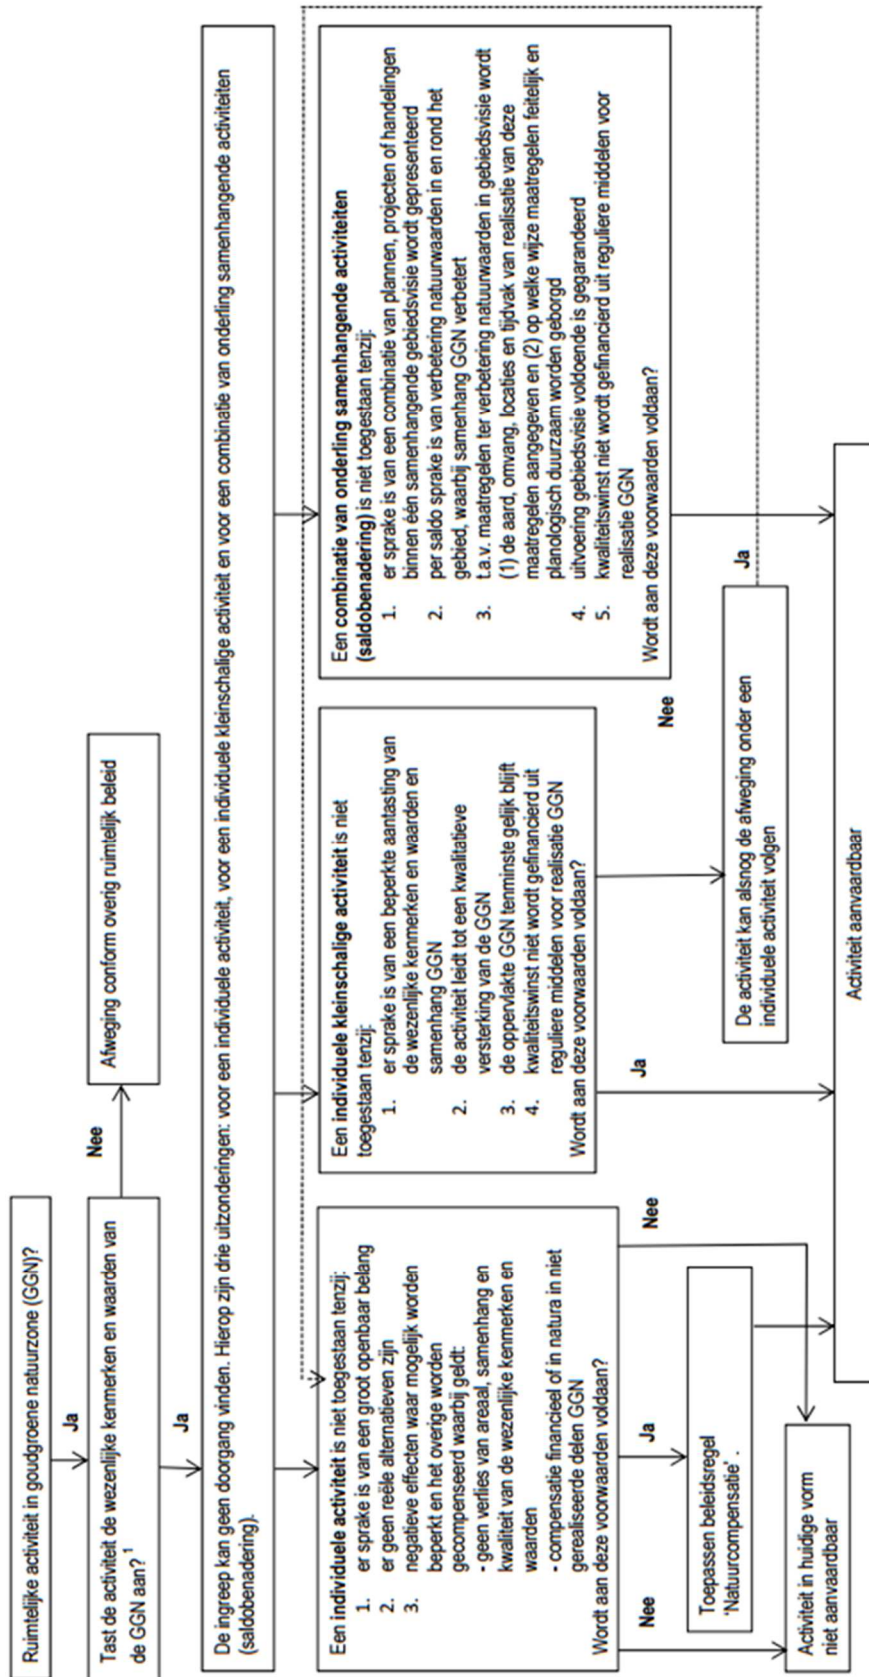 Ruimtelijke activiteit in goudgroene natuurzone (GGN)?
Ja
Tast de activiteit de wezenlijke kenmerken en waarden van
de GGN aan? 1
Nee
Afweging conform overig ruimtelijk beleid
Ja
De ingreep kan geen doorgang vinden. Hierop zijn drie uitzonderingen: voor een individuele activiteit, voor een individuele kleinschalige activiteit en voor een combinatie van onderling samenhangende activiteiten
(saldobenadering).
Een individuele activiteit is niet toegestaan tenzij:
1. er sprake is van een groot openbaar belang
2. er geen reële alternatieven zijn
3. negatieve effecten waar mogelijk worden
beperkt en het overige worden
gecompenseerd waarbij geldt:
- geen verlies van areaal, samenhang en
kwaliteit van de wezenlijke kenmerken en
waarden
- compensatie financieel of in natura in niet
gerealiseerde delen GGN
Wordt aan deze voorwaarden voldaan?
Nee
Ja
Nee
Toepassen beleidsregel
'Natuurcompensatie' .
Activiteit in huidige vorm
niet aanvaardbaar
Een individuele kleinschalige activiteit is niet
toegestaan tenzij:
1. er sprake is van een beperkte aantasting van
de wezenlijke kenmerken en waarden en
samenhang GGN
2. de activiteit leidt tot een kwalitatieve
versterking van de GGN
3. de oppervlakte GGN tenminste gelijk blijft
4. kwaliteitswinst niet wordt gefinancierd uit
reguliere middelen voor realisatie GGN
Wordt aan deze voorwaarden voldaan?
Ja
Nee
De activiteit kan alsnog de afweging onder een
individuele activiteit volgen
Een combinatie van onderling samenhangende activiteiten
(saldobenadering) is niet toegestaan tenzij:
1. er sprake is van een combinatie van plannen, projecten of handelingen
binnen één samenhangende gebiedsvisie wordt gepresenteerd
2. per saldo sprake is van verbetering natuurwaarden in en rond het
gebied, waarbij samenhang GGN verbetert
3. t.a.v. maatregelen ter verbetering natuurwaarden in gebiedsvisie wordt
(1) de aard, omvang, locaties en tijdvak van realisatie van deze
maatregelen aangegeven en (2) op welke wijze maatregelen feitelijk en
planologisch duurzaam worden geborgd
4. uitvoering gebiedsvisie voldoende is gegarandeerd
5. kwaliteitswinst niet wordt gefinancierd uit reguliere middelen voor
realisatie GGN
Wordt aan deze voorwaarden voldaan?
Ja
Activiteit aanvaardbaar